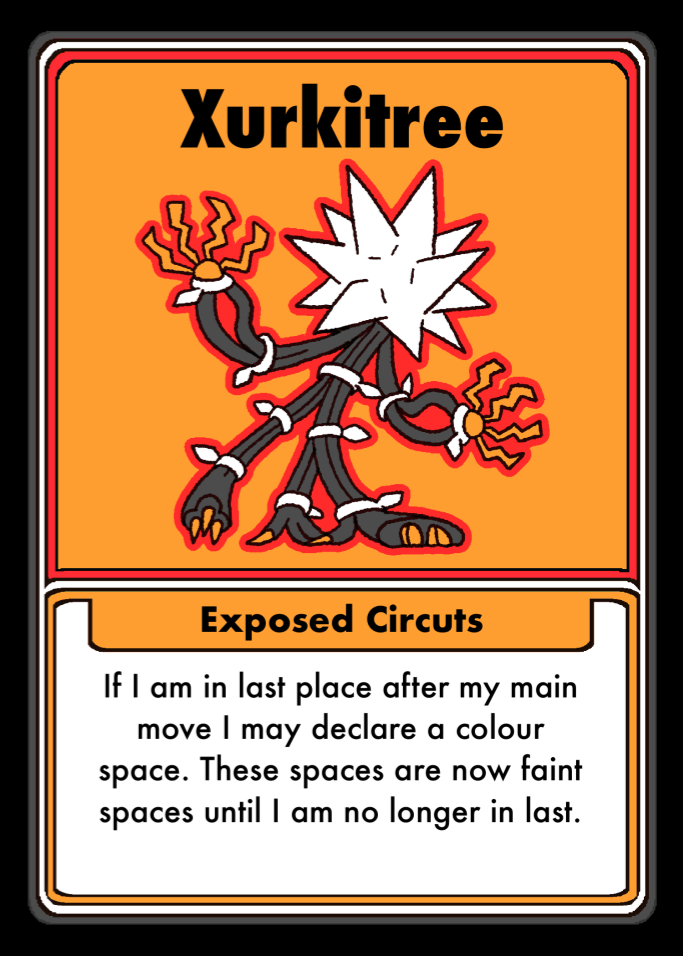 Xurkitree
Exposed Circuts
If I am in last place after my main
move I may declare a colour
space. These spaces are now faint
spaces until I am no longer in last.